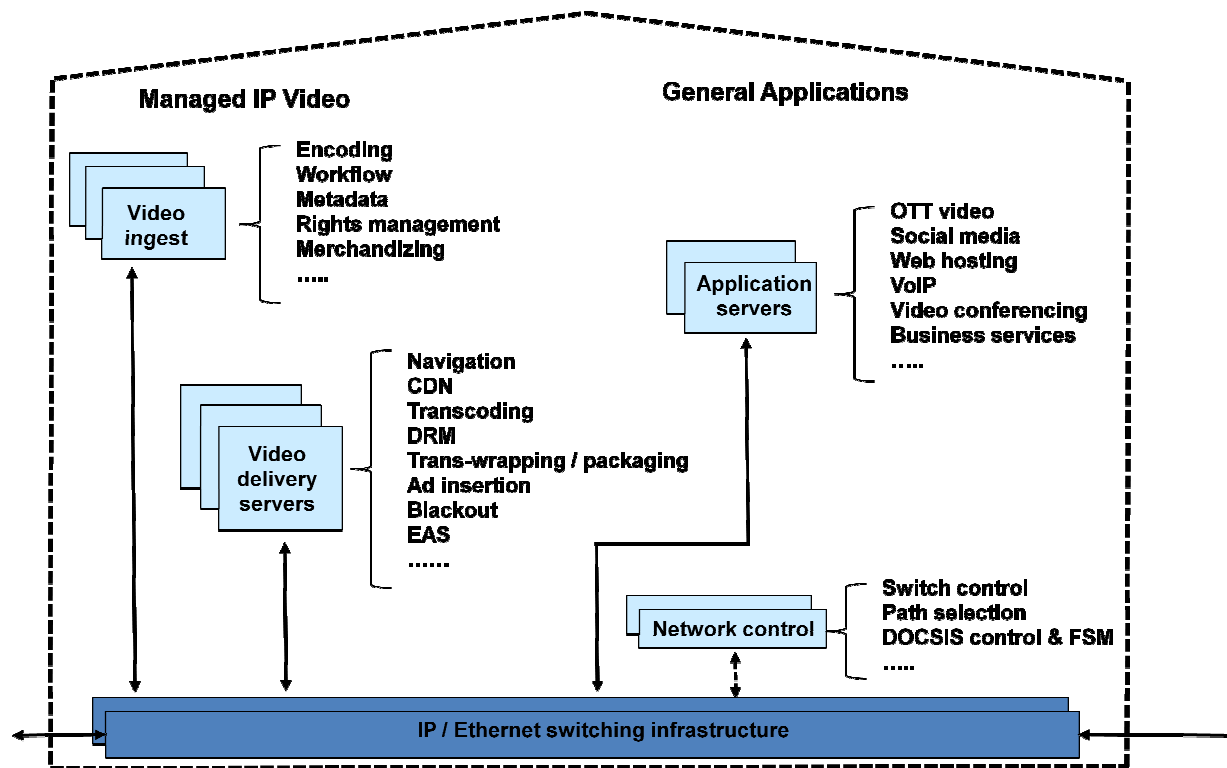 Managed IP Video
General Applications
Video
ingest
Encoding
Workflow
Metadata
Rights management
Merchandizing
.....
Application
servers
OTT video
Social media
Web hosting
VoIP
Video conferencing
Business services
.....
Video
delivery
servers
Navigation
CDN
Transcoding
DRM
Trans-wrapping / packaging
Ad insertion
Blackout
EAS
......
Network control
Switch control
Path selection
DOCSIS control & FSM
.....
IP / Ethernet switching infrastructure